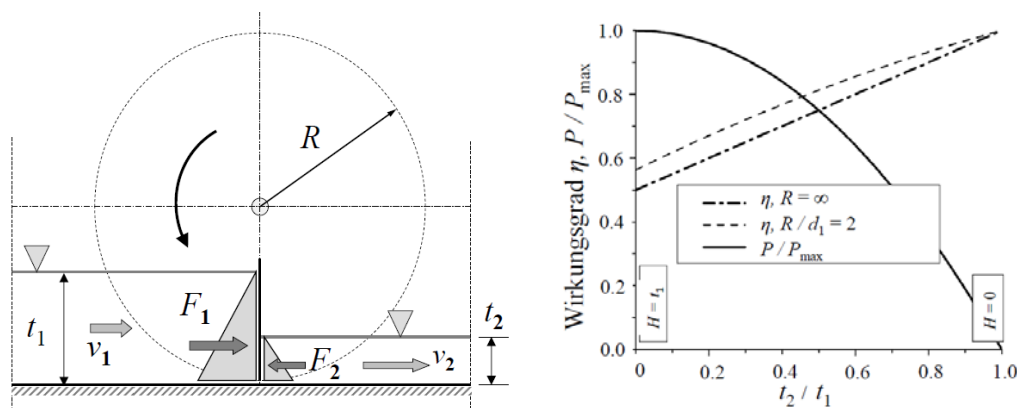 R
t₁
v₁
F₁
F₂
v₂
t₂
Wirkungsgrad η, P / Pmax
1.0
0.8
0.6
0.4
0.2
0.0
η, R = ∞
η, R / d₁ = 2
P / Pmax
H = t₁
H = 0
0 0.2 0.4 0.6 0.8 1.0
t₂ / t₁